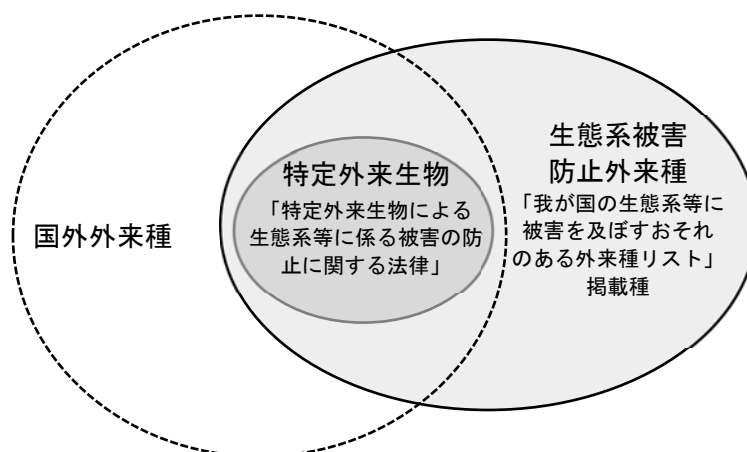 国外外来種
特定外来生物
「特定外来生物による
生態系等に係る被害の防
止に関する法律」
生態系被害
防止外来種
「我が国の生態系等に
被害を及ぼすおそれ
のある外来種リスト」
掲載種